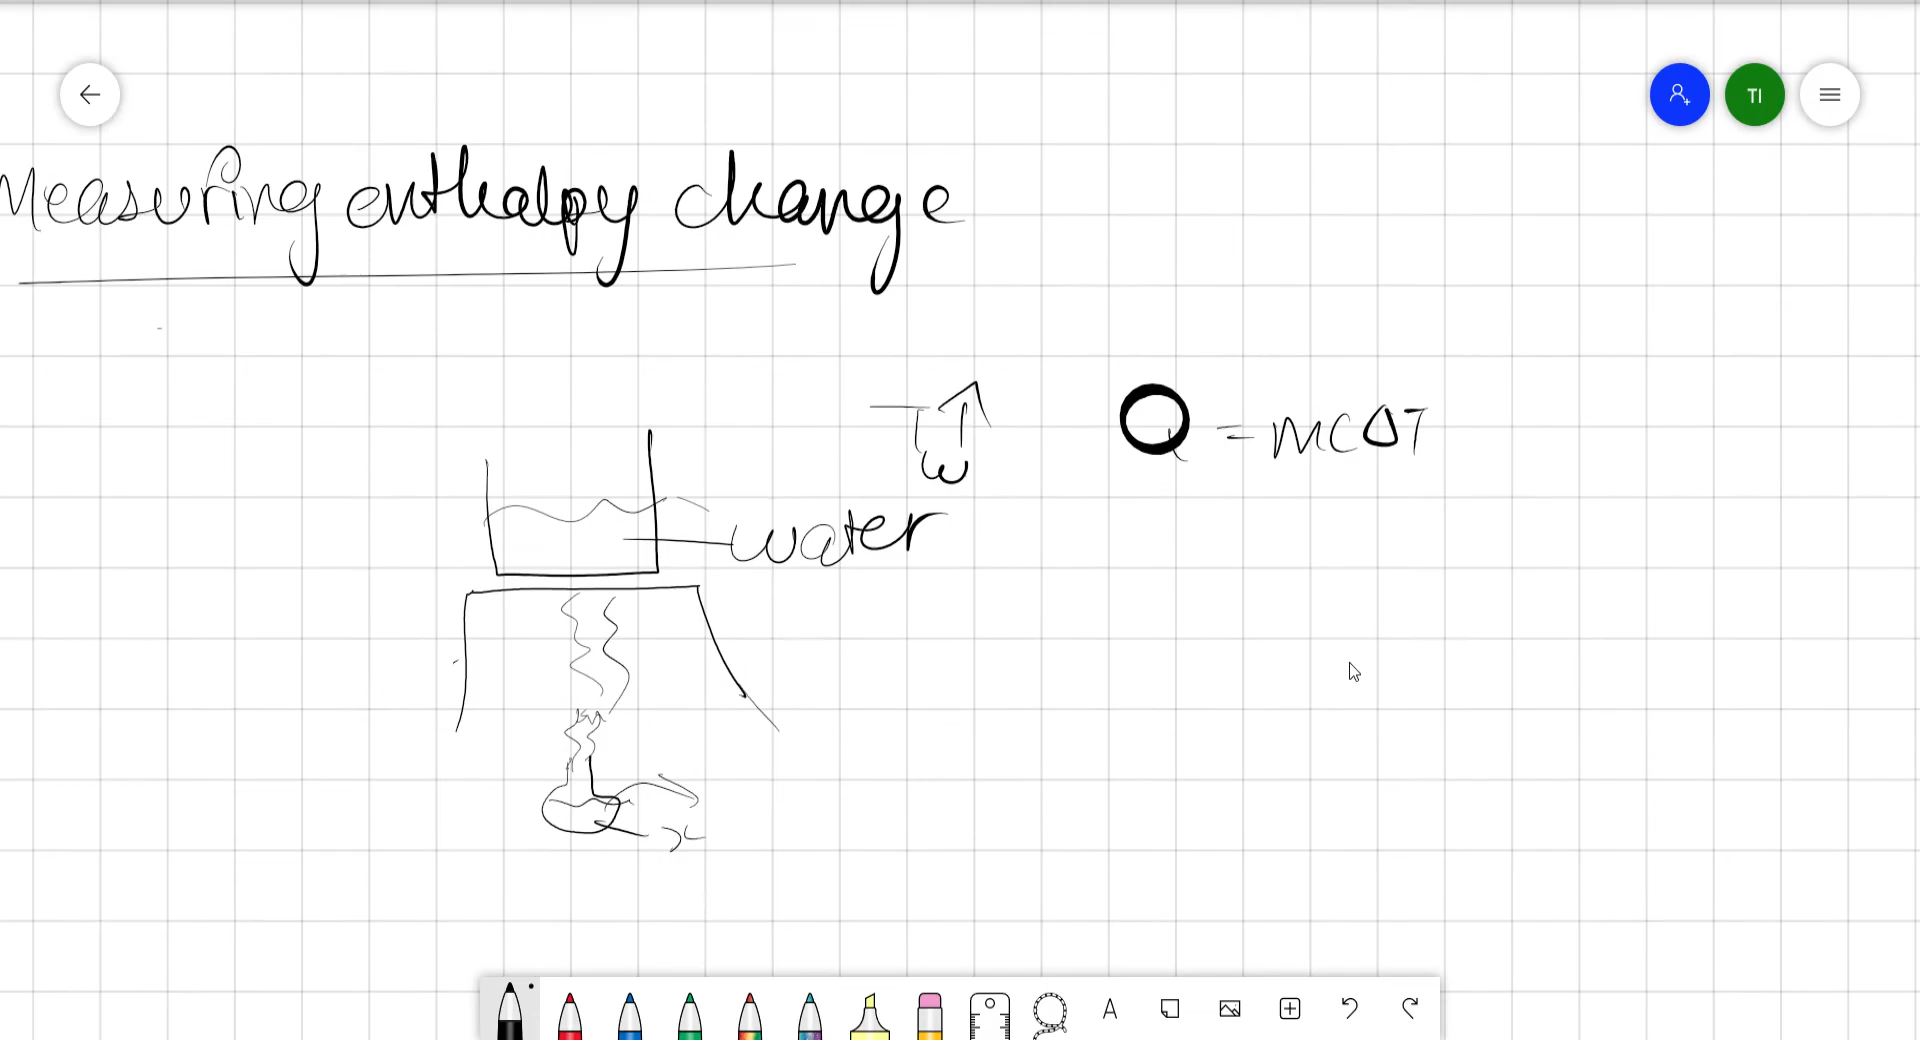 Measuring enthalpy change
Tw↑
Q = MCΔT
water
x
TI
A